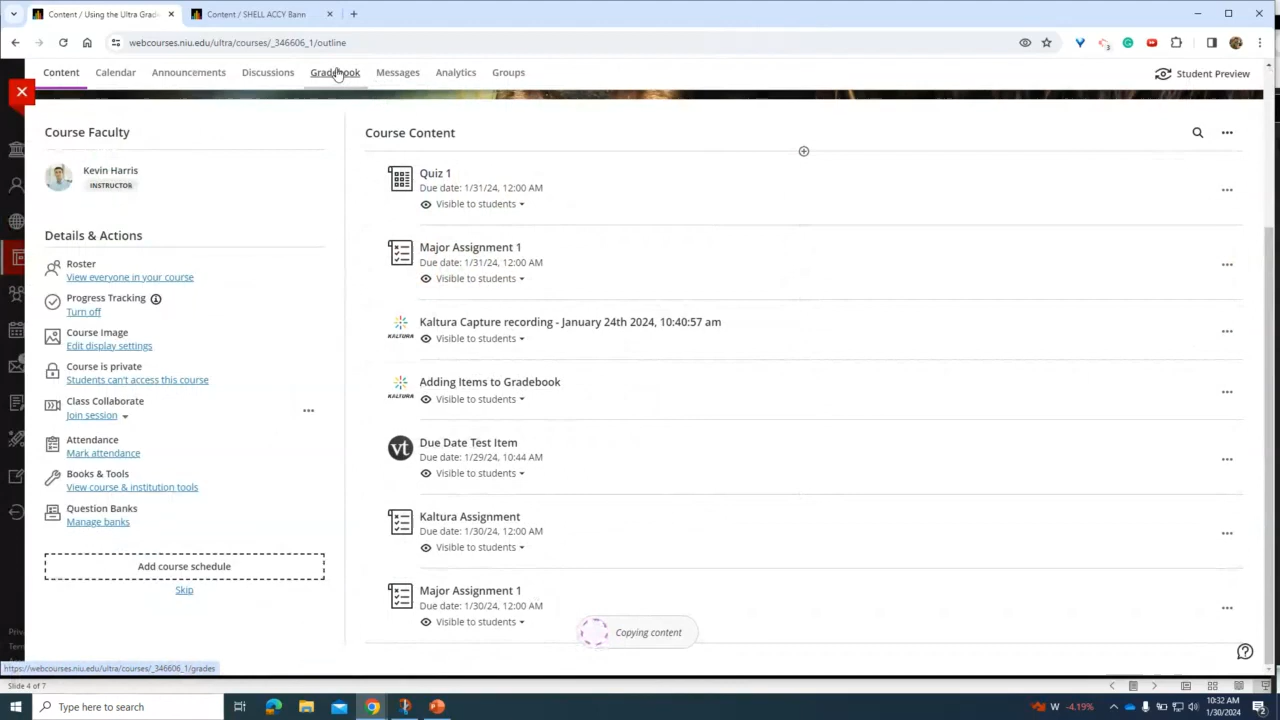 Content / Using the Ultra Grad
Content / SHELL ACCY Bann
webcourses.niu.edu/ultra/courses/_346606_1/outline
Content
Calendar
Announcements
Discussions
Gradebook
Messages
Analytics
Groups
Student Preview
Course Faculty
Kevin Harris
INSTRUCTOR
Details & Actions
Roster
View everyone in your course
Progress Tracking
Turn off
Course Image
Edit display settings
Course is private
Students can't access this course
Class Collaborate
Join session
Attendance
Mark attendance
Books & Tools
View course & institution tools
Question Banks
Manage banks
Add course schedule
Skip
Course Content
Quiz 1
Due date: 1/31/24, 12:00 AM
Visible to students
Major Assignment 1
Due date: 1/31/24, 12:00 AM
Visible to students
KALTURA
Kaltura Capture recording - January 24th 2024, 10:40:57 am
Visible to students
KALTURA
Adding Items to Gradebook
Visible to students
vt
Due Date Test Item
Due date: 1/29/24, 10:44 AM
Visible to students
Kaltura Assignment
Due date: 1/30/24, 12:00 AM
Visible to students
Major Assignment 1
Due date: 1/30/24, 12:00 AM
Visible to students
Copying content
Priv
Term
https://webcourses.niu.edu/ultra/courses/_346606_1/grades
Slide 4 of 7
Type here to search
W -4.19%
10:32 AM
1/30/2024
2